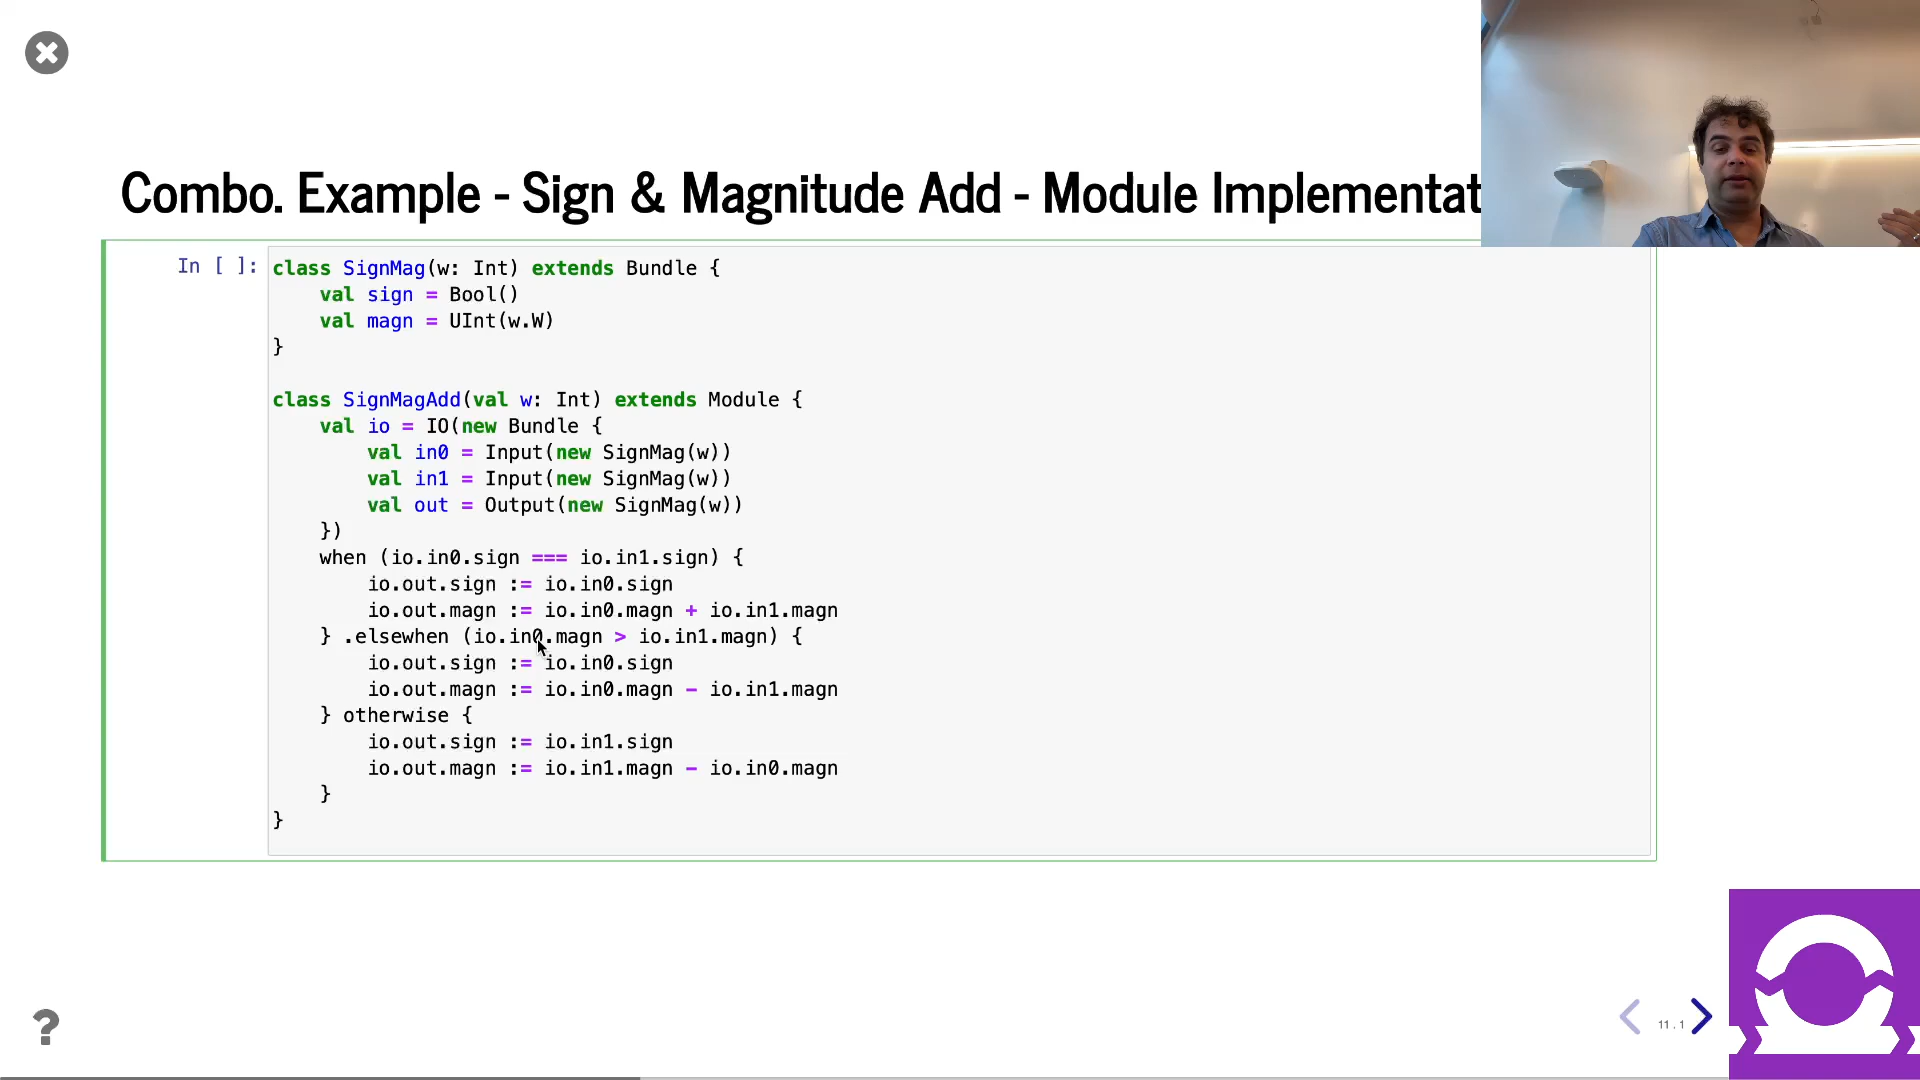 Combo. Example - Sign & Magnitude Add - Module Implementat
In [ ]:
class SignMag(w: Int) extends Bundle {
    val sign = Bool()
    val magn = UInt(w.W)
}
class SignMagAdd(val w: Int) extends Module {
    val io = IO(new Bundle {
        val in0 = Input(new SignMag(w))
        val in1 = Input(new SignMag(w))
        val out = Output(new SignMag(w))
    })
    when (io.in0.sign === io.in1.sign) {
        io.out.sign := io.in0.sign
        io.out.magn := io.in0.magn + io.in1.magn
    } .elsewhen (io.in0.magn > io.in1.magn) {
        io.out.sign := io.in0.sign
        io.out.magn := io.in0.magn - io.in1.magn
    } otherwise {
        io.out.sign := io.in1.sign
        io.out.magn := io.in1.magn - io.in0.magn
    }
}
?
11.1